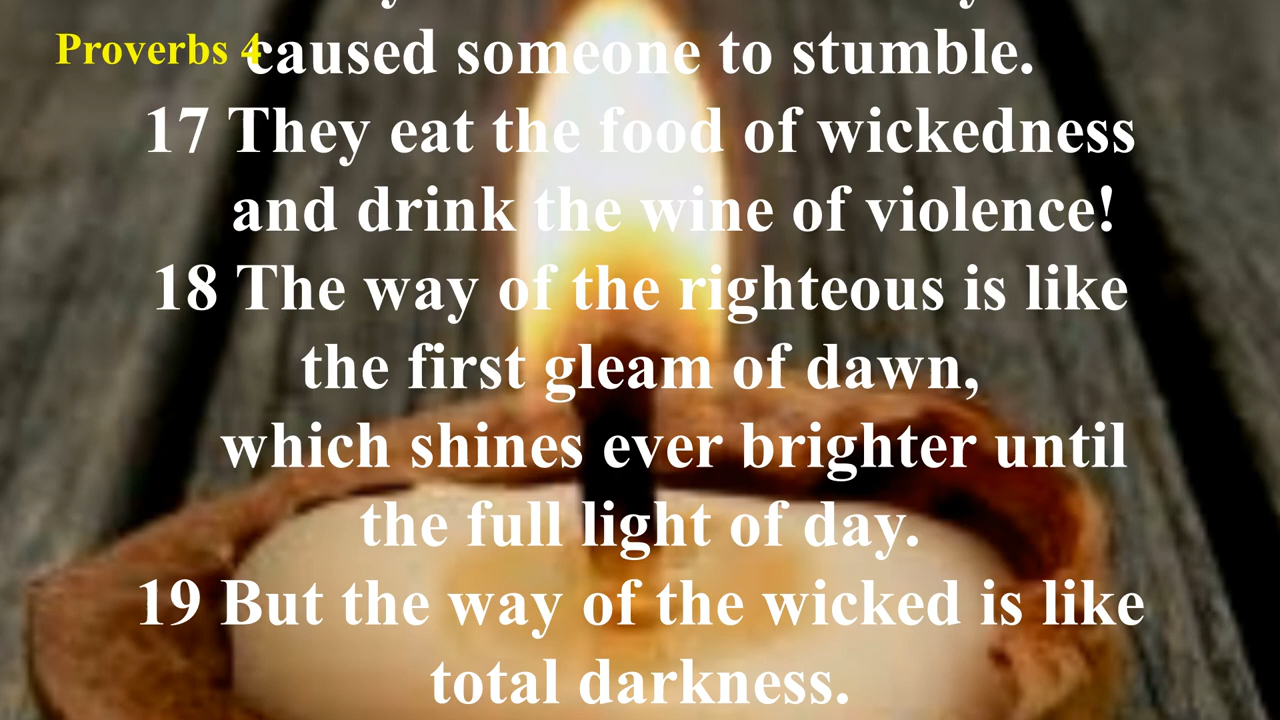 Proverbs 4
caused someone to stumble.
17 They eat the food of wickedness
and drink the wine of violence!
18 The way of the righteous is like
the first gleam of dawn,
which shines ever brighter until
the full light of day.
19 But the way of the wicked is like
total darkness.